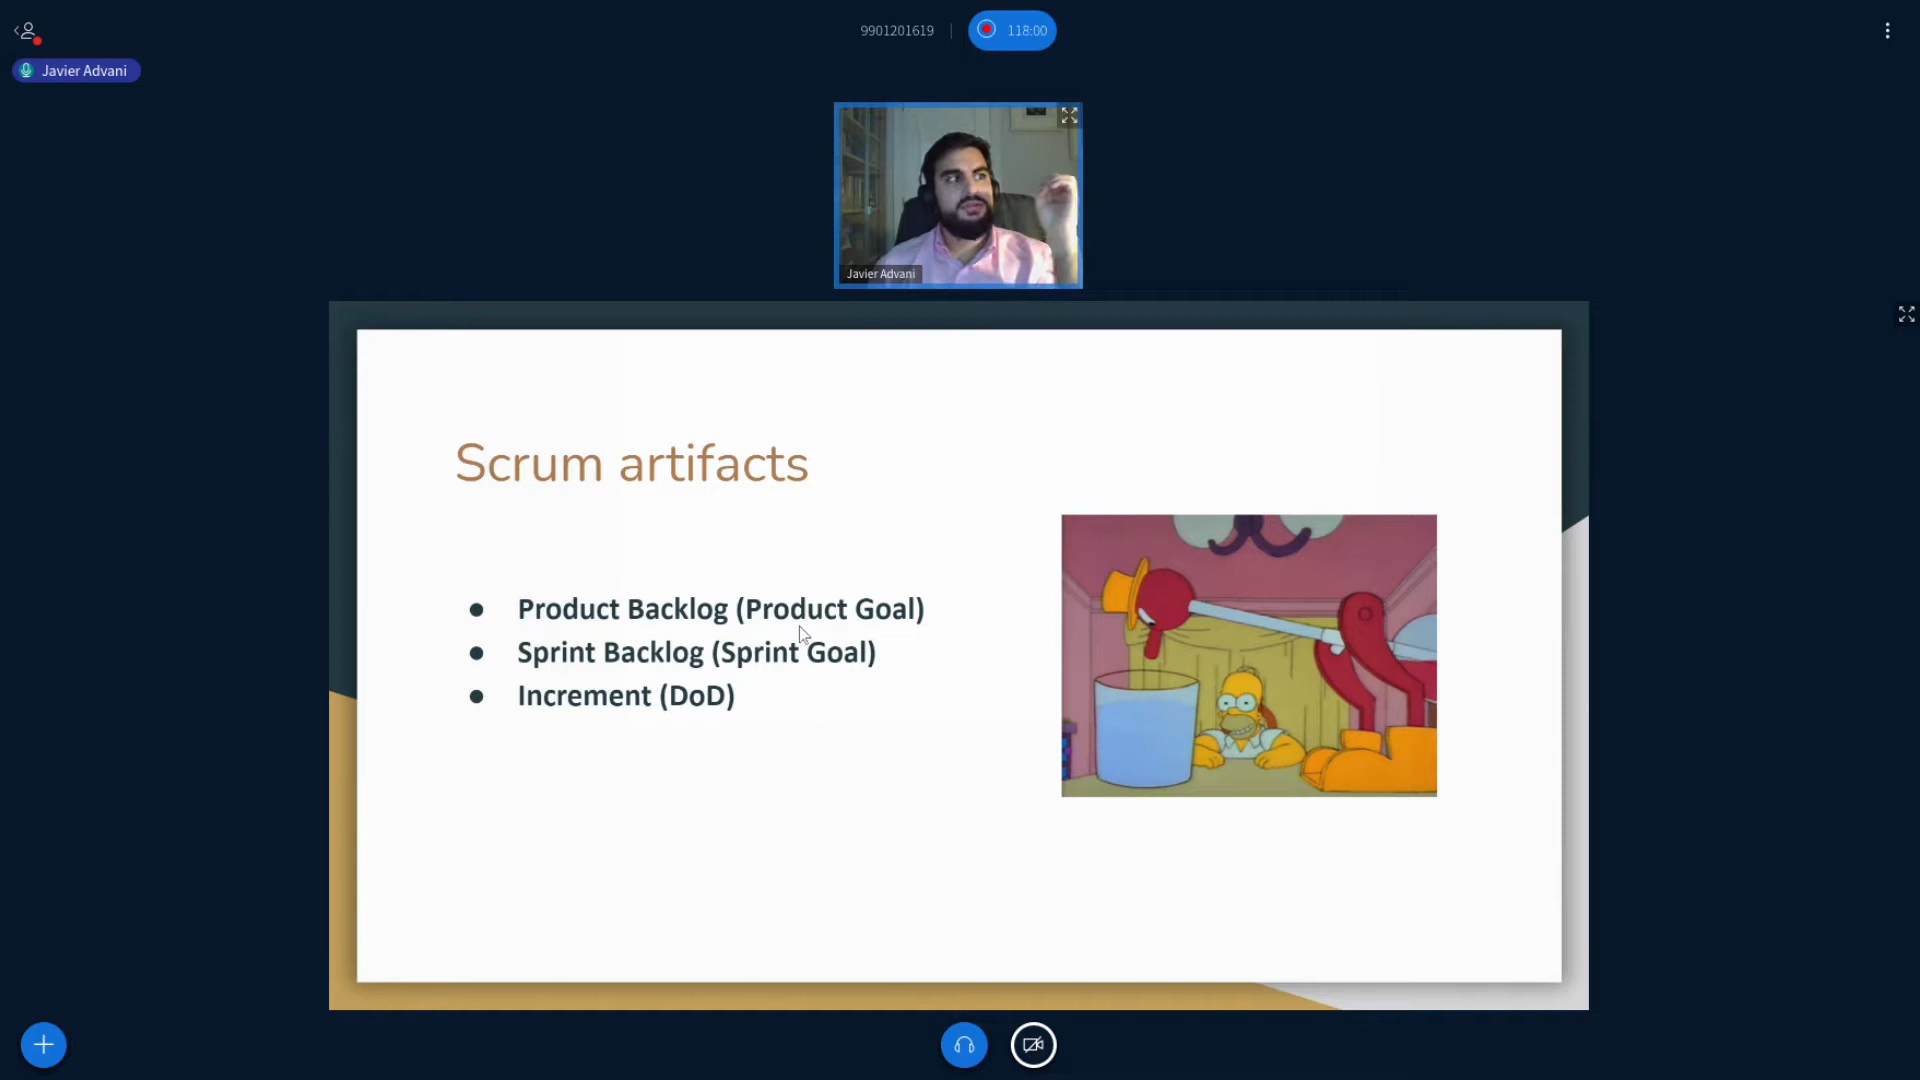 9901201619
118:00
Javier Advani
Javier Advani
Scrum artifacts
● Product Backlog (Product Goal)
● Sprint Backlog (Sprint Goal)
● Increment (DoD)